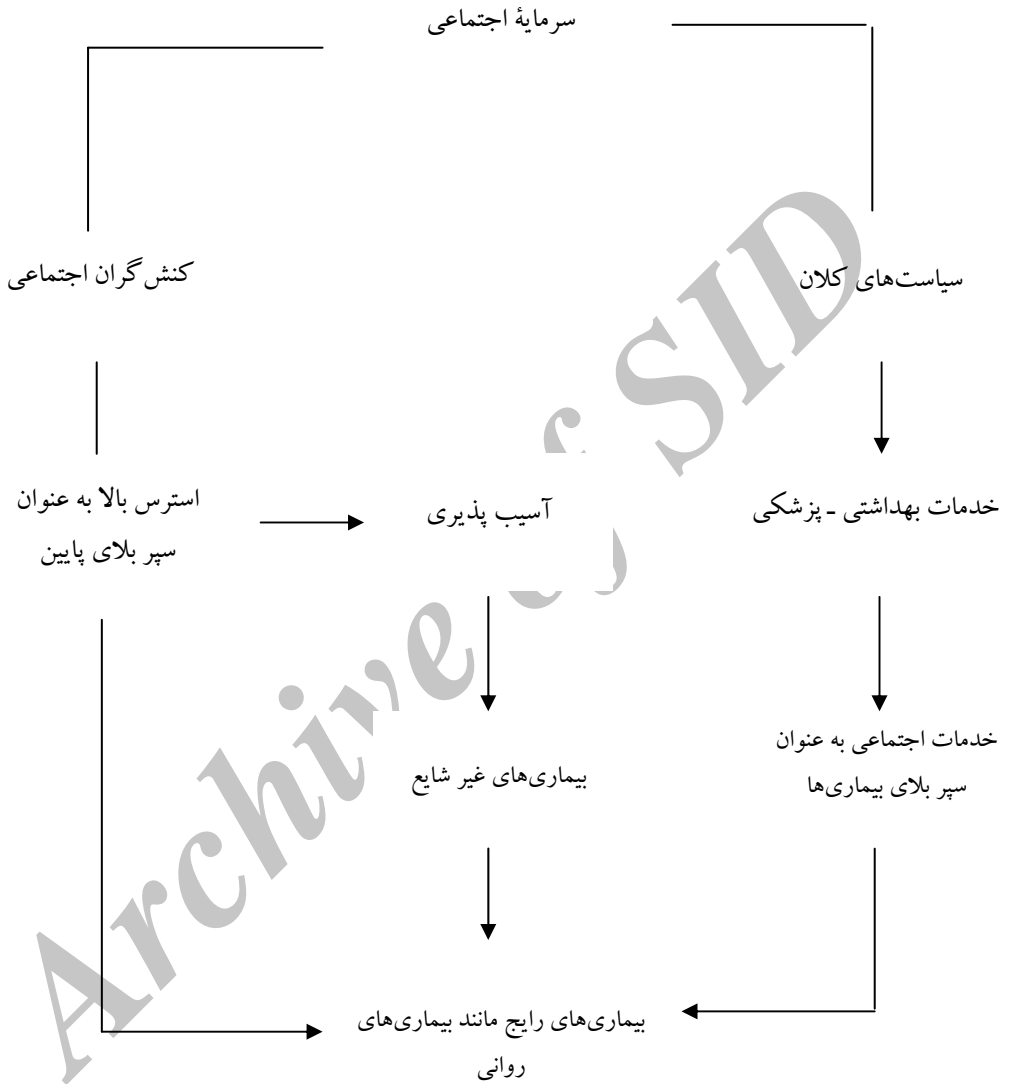 سرمایۀ اجتماعی
سیاست‌های کلان
کنش‌گران اجتماعی
خدمات بهداشتی ـ پزشکی
آسیب پذیری
استرس بالا به عنوان
سپر بلای پایین
خدمات اجتماعی به عنوان
سپر بلای بیماری‌ها
بیماری‌های غیر شایع
بیماری‌های رایج مانند بیماری‌های
روانی
Archive of SID